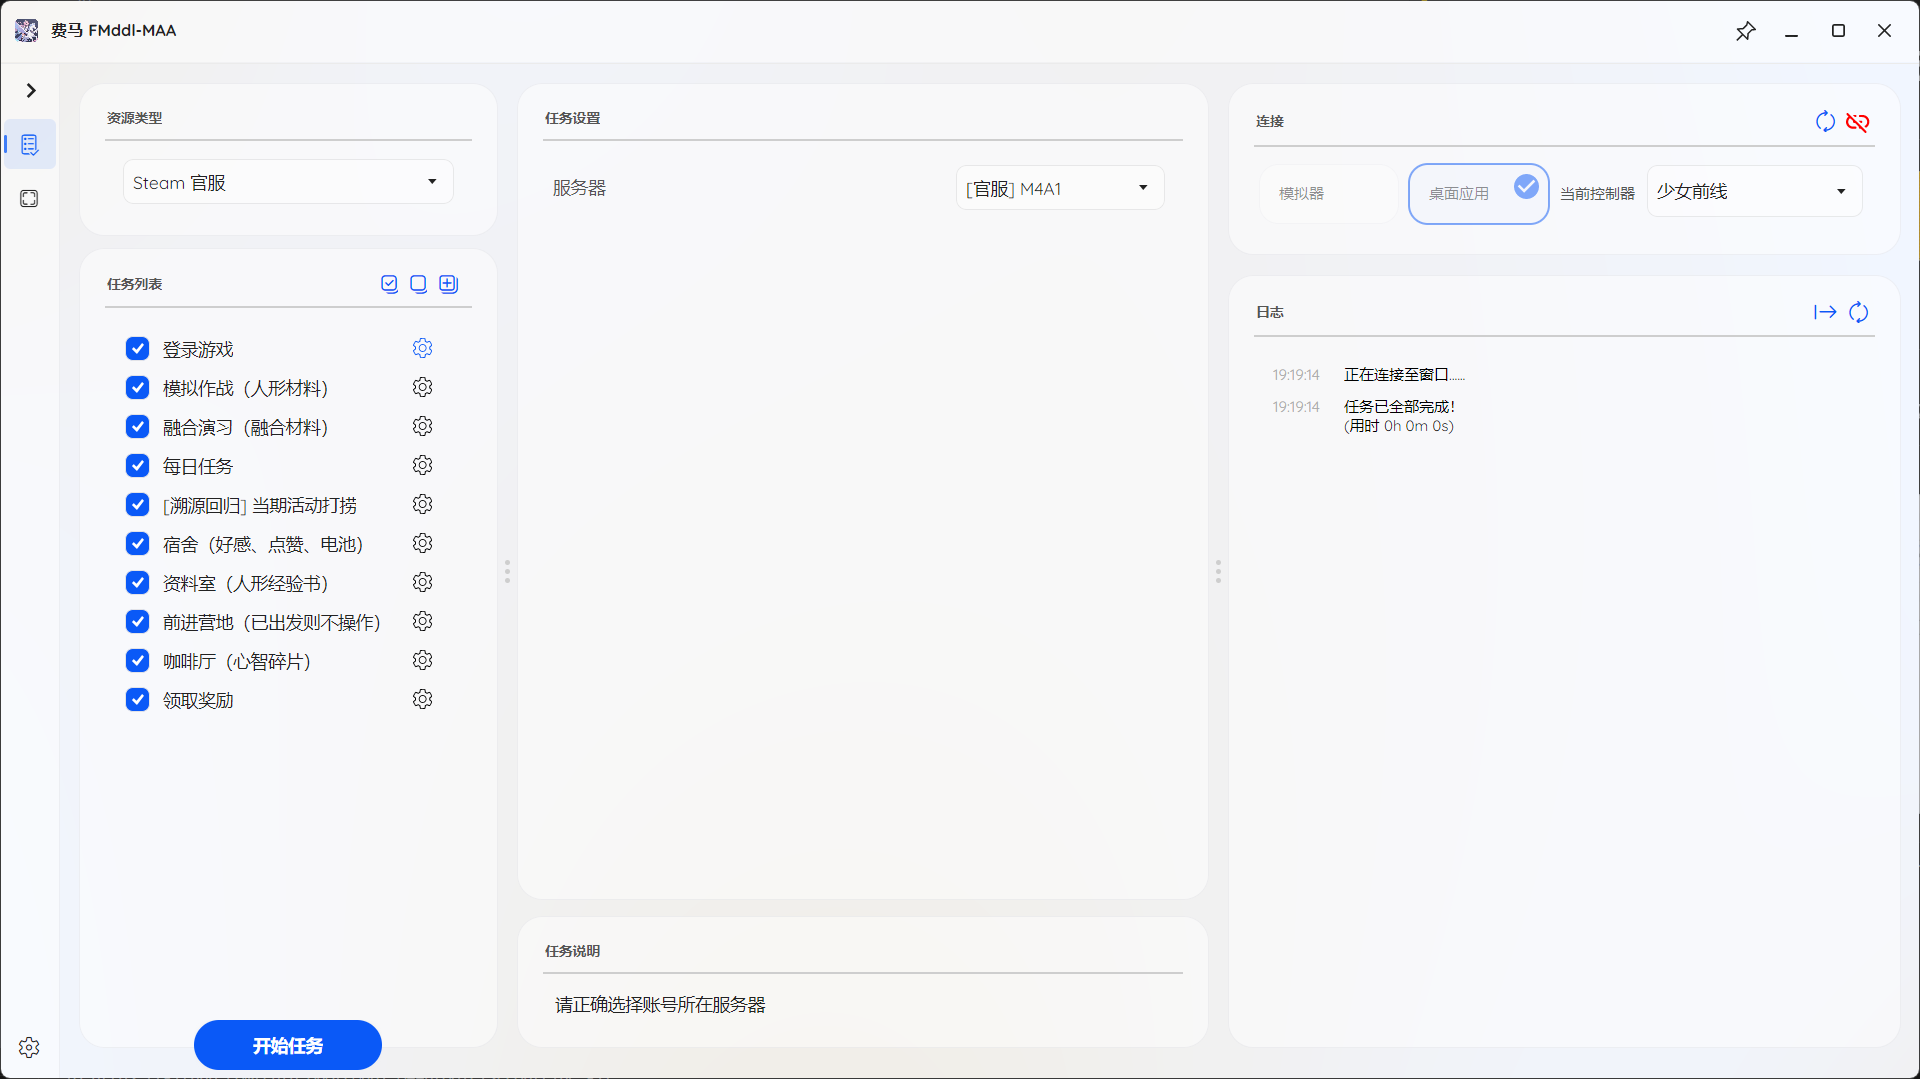 费马 FMddl-MAA
资源类型
Steam 官服
任务列表
登录游戏
模拟作战（人形材料）
融合演习（融合材料）
每日任务
[溯源回归] 当期活动打捞
宿舍（好感、点赞、电池）
资料室（人形经验书）
前进营地（已出发则不操作）
咖啡厅（心智碎片）
领取奖励
开始任务
任务设置
服务器
[官服] M4A1
任务说明
请正确选择账号所在服务器
连接
模拟器
桌面应用
当前控制器
少女前线
日志
19:19:14 正在连接至窗口......
19:19:14 任务已全部完成！
(用时 0h 0m 0s)